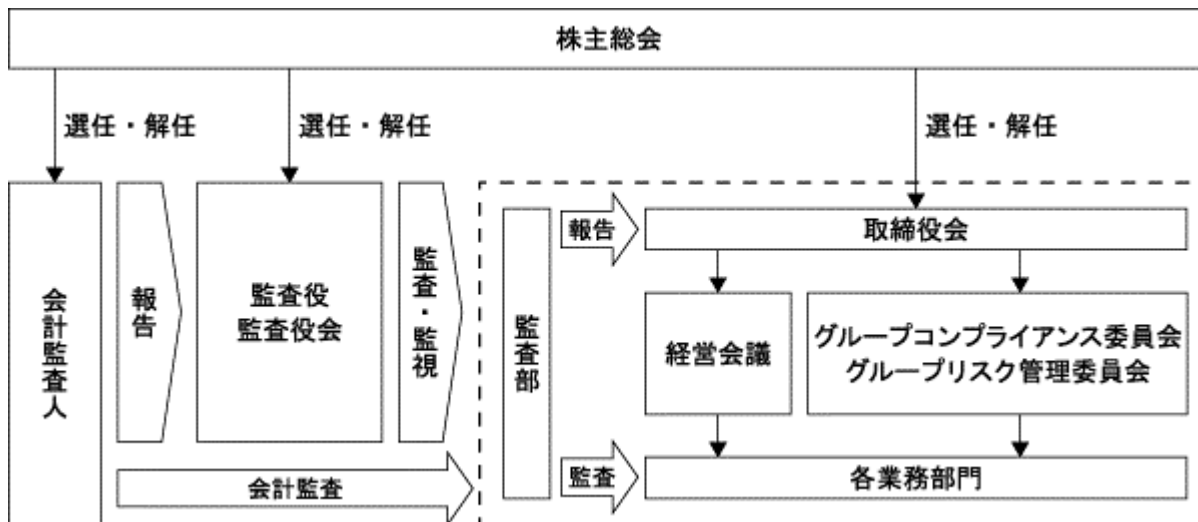 株主総会
選任・解任
選任・解任
選任・解任
会計監査人
報告
監査役
監査役会
監査・監視
監査部
報告
取締役会
経営会議
グループコンプライアンス委員会
グループリスク管理委員会
監査
各業務部門
会計監査